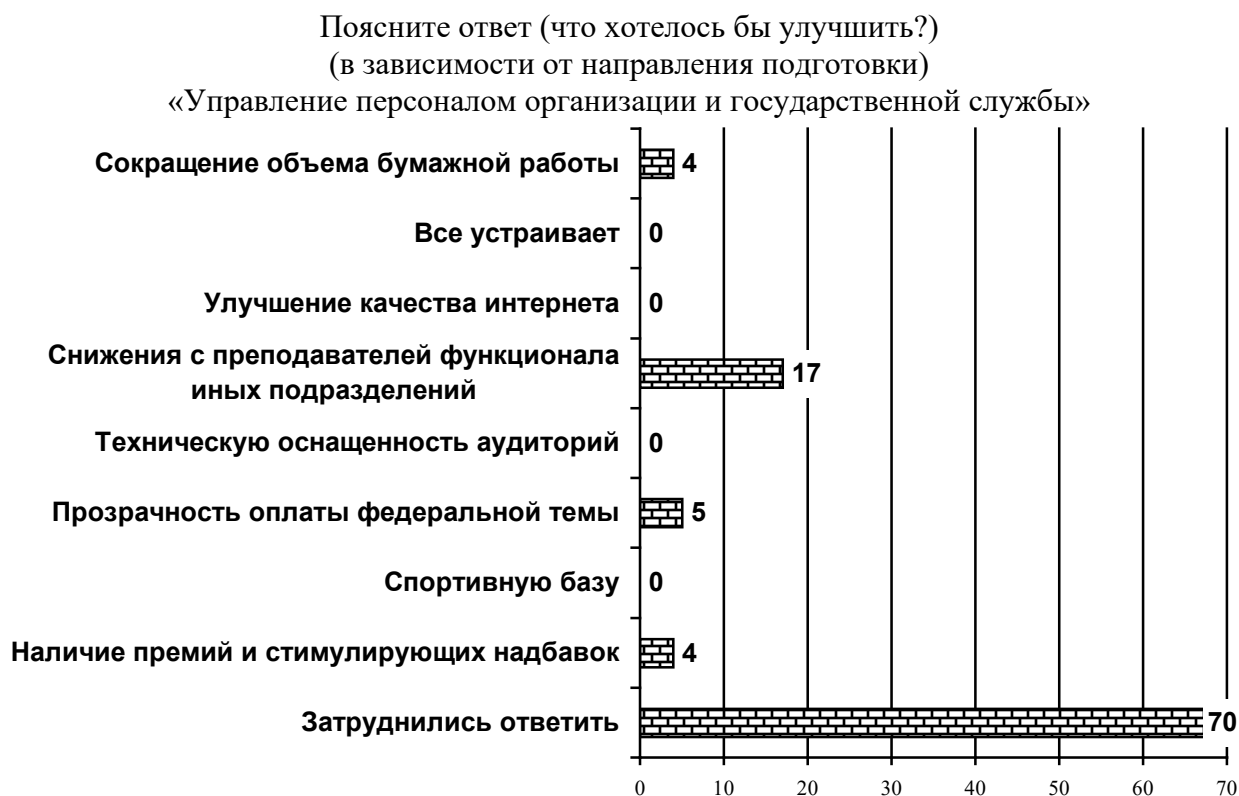 Поясните ответ (что хотелось бы улучшить?)
(в зависимости от направления подготовки)
«Управление персоналом организации и государственной службы»
Сокращение объема бумажной работы
4
Все устраивает
0
Улучшение качества интернета
0
Снижения с преподавателей функционала
иных подразделений
17
Техническую оснащенность аудиторий
0
Прозрачность оплаты федеральной темы
5
Спортивную базу
0
Наличие премий и стимулирующих надбавок
4
Затруднились ответить
70
0 10 20 30 40 50 60 70